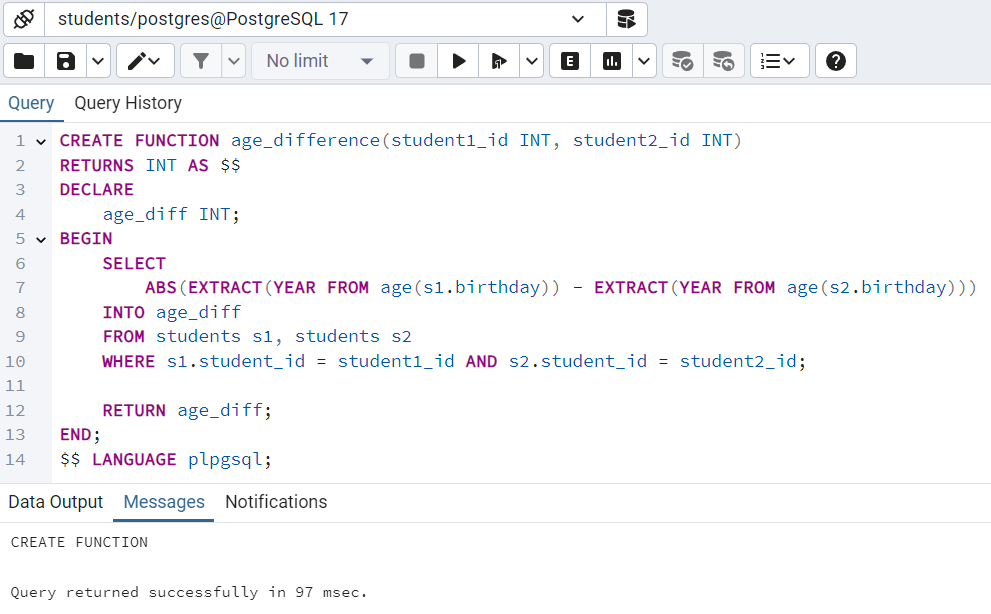 students/postgres@PostgreSQL 17
No limit
E
Query Query History
1 CREATE FUNCTION age_difference(student1_id INT, student2_id INT)
2 RETURNS INT AS $$
3 DECLARE
4     age_diff INT;
5 BEGIN
6     SELECT
7         ABS(EXTRACT(YEAR FROM age(s1.birthday)) - EXTRACT(YEAR FROM age(s2.birthday)))
8     INTO age_diff
9     FROM students s1, students s2
10     WHERE s1.student_id = student1_id AND s2.student_id = student2_id;
11
12     RETURN age_diff;
13 END;
14 $$ LANGUAGE plpgsql;
Data Output Messages Notifications
CREATE FUNCTION
Query returned successfully in 97 msec.